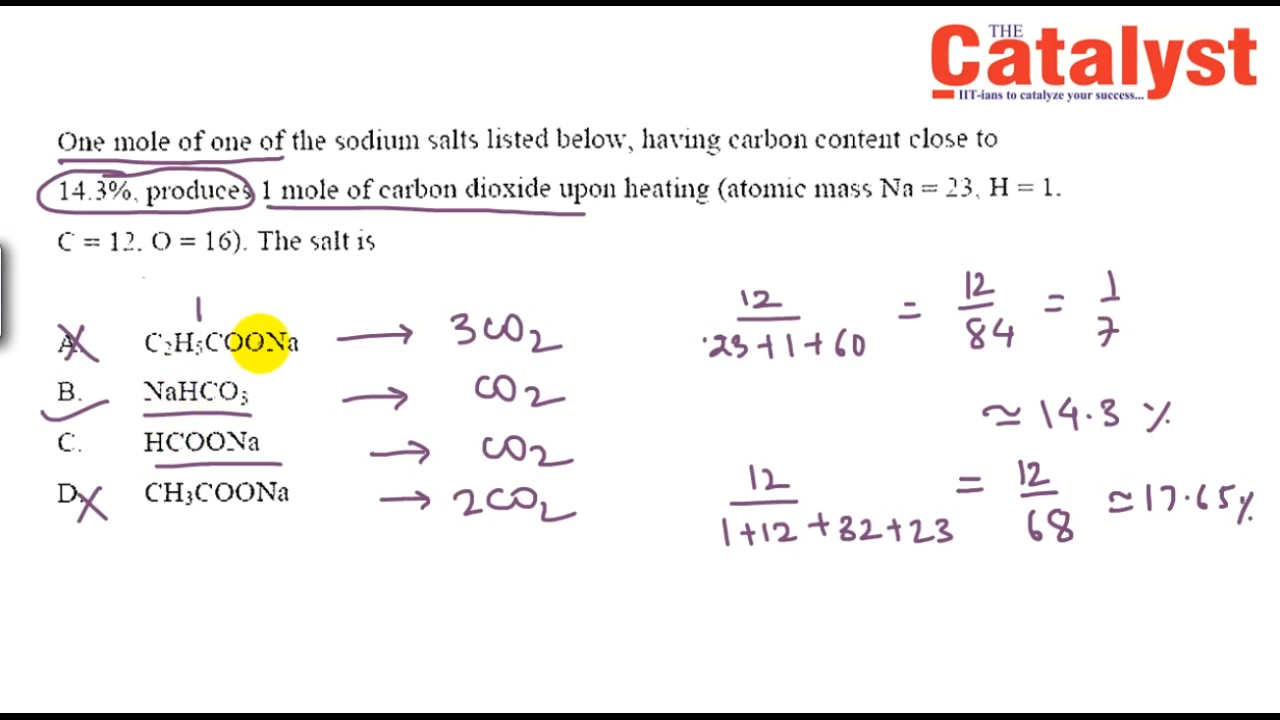 THE
Catalyst
IIT-ians to catalyze your success...
One mole of one of the sodium salts listed below, having carbon content close to
14.3%, produces 1 mole of carbon dioxide upon heating (atomic mass Na = 23, H = 1.
C = 12. O = 16). The salt is
1
A. C₂H₅COONa → 3CO₂
B. NaHCO₃ → CO₂
C. HCOONa → CO₂
D. CH₃COONa → 2CO₂
12 / 23+1+60 = 12 / 84 = 1 / 7
≃ 14.3 %
12 / 1+12+32+23 = 12 / 68 ≃ 17.65%